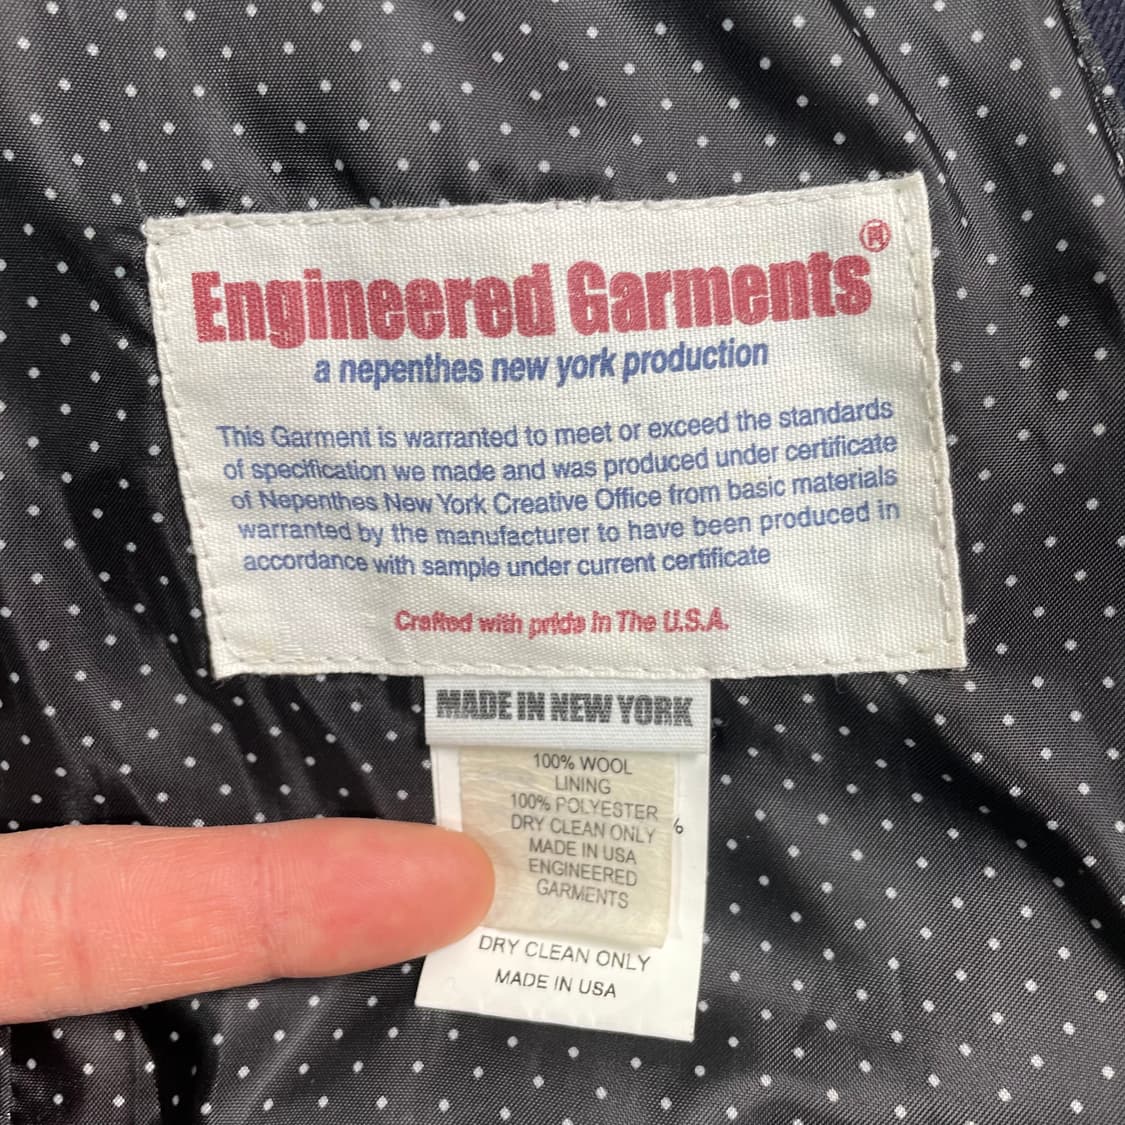 Engineered Garments®
a nepenthes new york production
This Garment is warranted to meet or exceed the standards
of specification we made and was produced under certificate
of Nepenthes New York Creative Office from basic materials
warranted by the manufacturer to have been produced in
accordance with sample under current certificate
Crafted with pride in The U.S.A.
MADE IN NEW YORK
100% WOOL
LINING
100% POLYESTER
DRY CLEAN ONLY
%
MADE IN USA
ENGINEERED
GARMENTS
DRY CLEAN ONLY
MADE IN USA